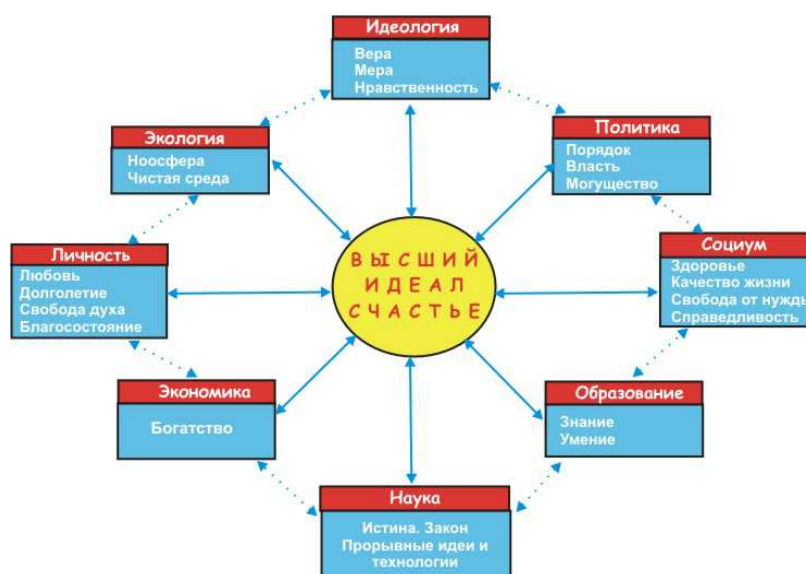 Идеология
Вера
Мера
Нравственность
Политика
Порядок
Власть
Могущество
Социум
Здоровье
Качество жизни
Свобода от нужды
Справедливость
Образование
Знание
Умение
Наука
Истина. Закон
Прорывные идеи и
технологии
Экономика
Богатство
Личность
Любовь
Долголетие
Свобода духа
Благосостояние
Экология
Ноосфера
Чистая среда
ВЫСШИЙ
ИДЕАЛ
СЧАСТЬЕ